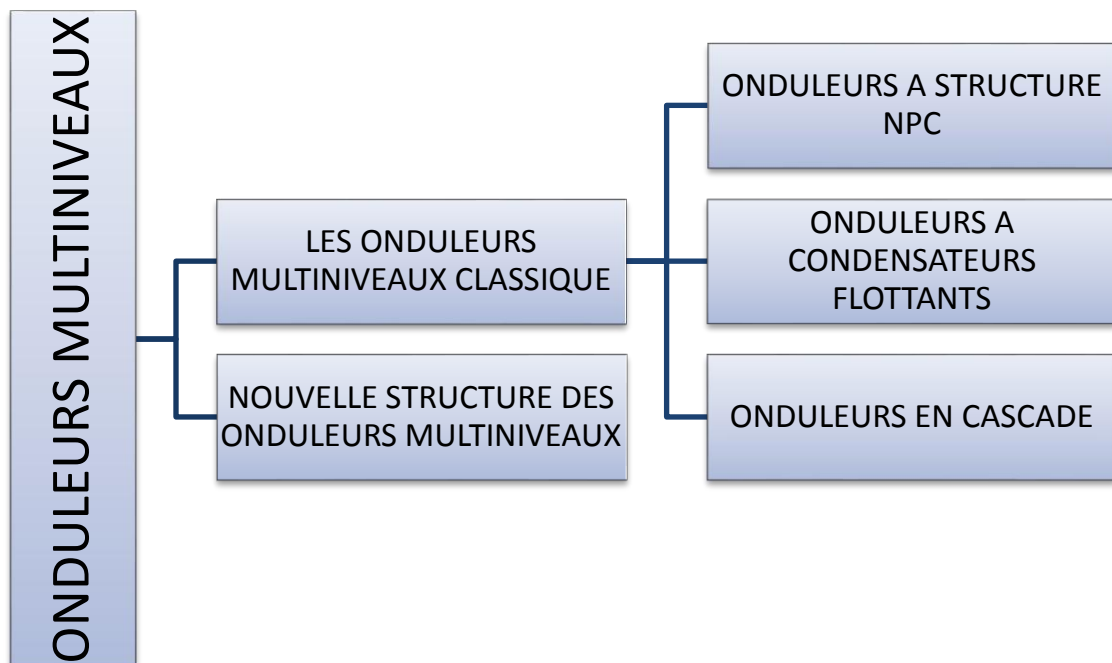 ONDULEURS MULTINIVEAUX
LES ONDULEURS
MULTINIVEAUX CLASSIQUE
NOUVELLE STRUCTURE DES
ONDULEURS MULTINIVEAUX
ONDULEURS A STRUCTURE
NPC
ONDULEURS A
CONDENSATEURS
FLOTTANTS
ONDULEURS EN CASCADE